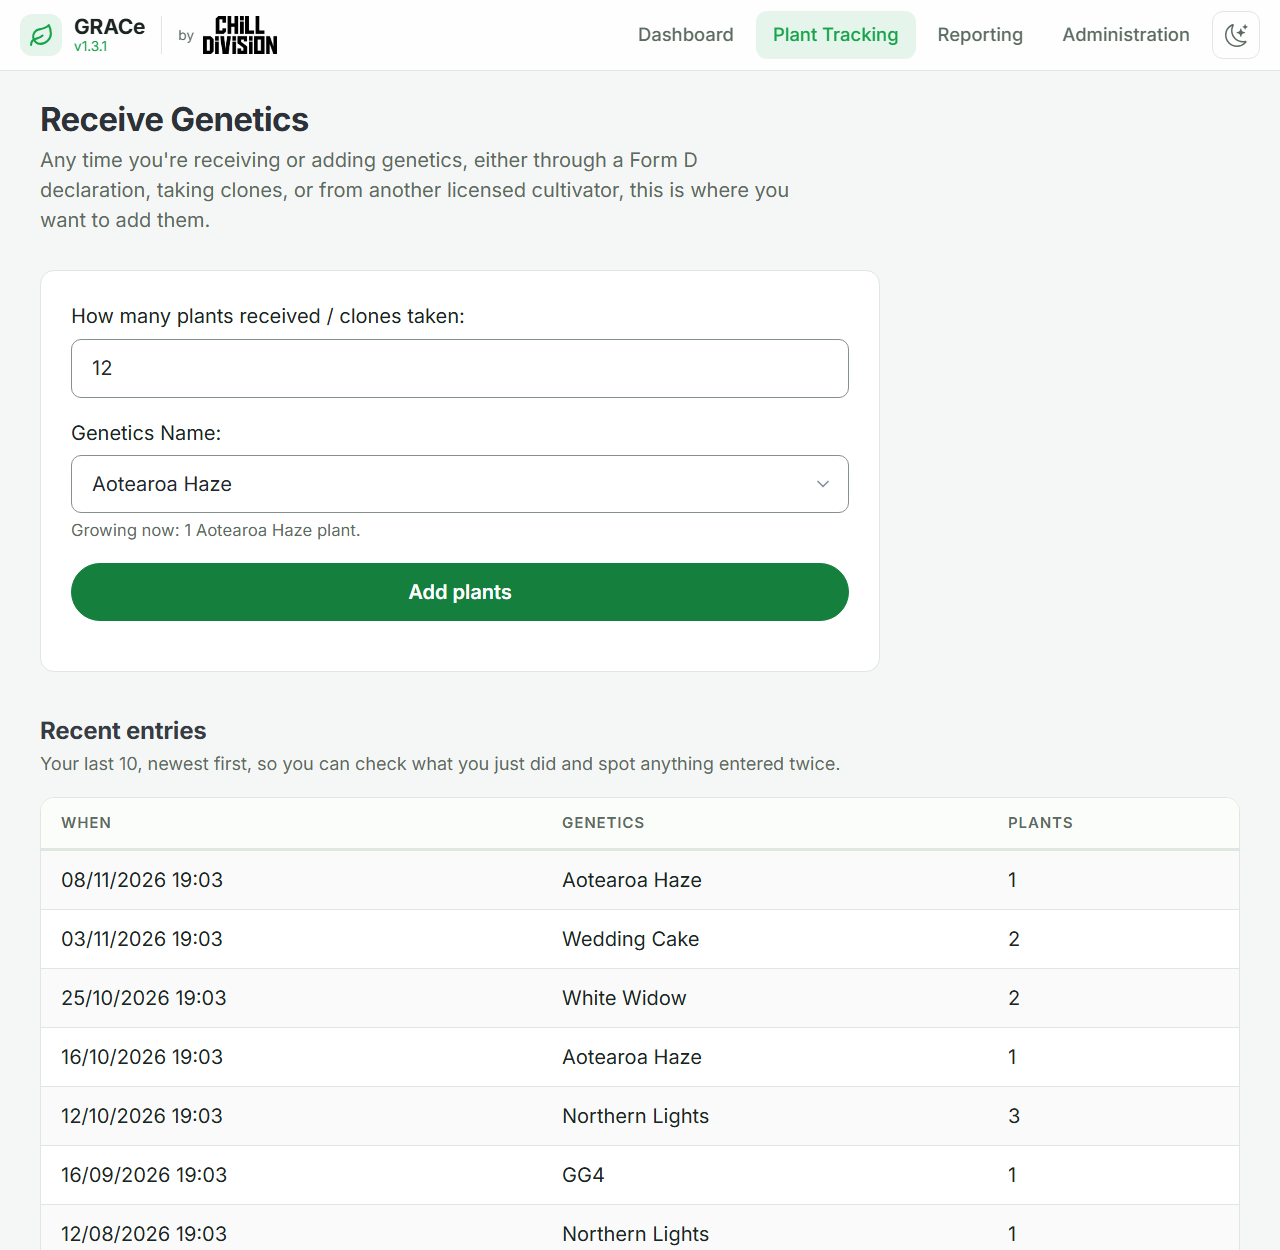 GRACe
v1.3.1
by
CHiLL
DiViSiON
Dashboard
Plant Tracking
Reporting
Administration
Receive Genetics
Any time you're receiving or adding genetics, either through a Form D
declaration, taking clones, or from another licensed cultivator, this is where you
want to add them.
How many plants received / clones taken:
12
Genetics Name:
Aotearoa Haze
Growing now: 1 Aotearoa Haze plant.
Add plants
Recent entries
Your last 10, newest first, so you can check what you just did and spot anything entered twice.
WHEN GENETICS PLANTS
08/11/2026 19:03 Aotearoa Haze 1
03/11/2026 19:03 Wedding Cake 2
25/10/2026 19:03 White Widow 2
16/10/2026 19:03 Aotearoa Haze 1
12/10/2026 19:03 Northern Lights 3
16/09/2026 19:03 GG4 1
12/08/2026 19:03 Northern Lights 1